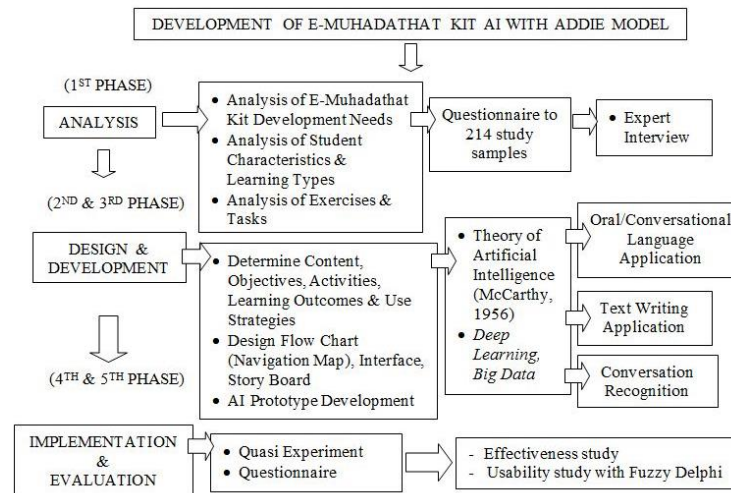 DEVELOPMENT OF E-MUHADATHAT KIT AI WITH ADDIE MODEL
(1ST PHASE)
ANALYSIS
• Analysis of E-Muhadathat
Kit Development Needs
• Analysis of Student
Characteristics &
Learning Types
• Analysis of Exercises &
Tasks
Questionnaire to
214 study
samples
• Expert
Interview
(2ND & 3RD PHASE)
DESIGN &
DEVELOPMENT
• Determine Content,
Objectives, Activities,
Learning Outcomes & Use
Strategies
• Design Flow Chart
(Navigation Map), Interface,
Story Board
• AI Prototype Development
• Theory of
Artificial
Intelligence
(McCarthy,
1956)
• Deep
Learning,
Big Data
Oral/Conversational
Language
Application
Text Writing
Application
Conversation
Recognition
(4TH & 5TH PHASE)
IMPLEMENTATION
&
EVALUATION
• Quasi Experiment
• Questionnaire
- Effectiveness study
- Usability study with Fuzzy Delphi